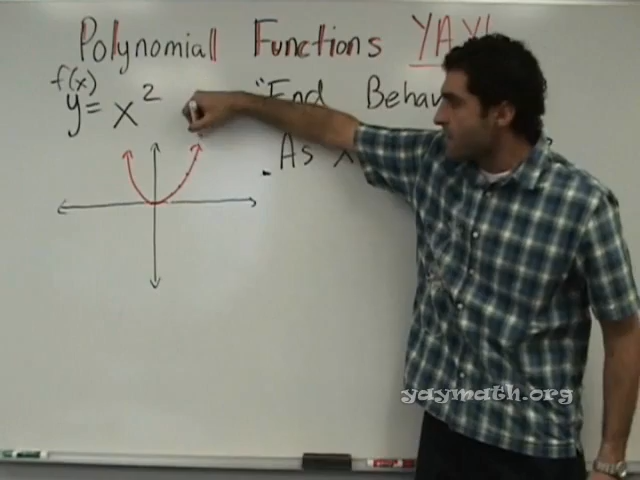 Polynomial Functions YAY!
f(x)
y = x² "End Behav
As x
yaymath.org